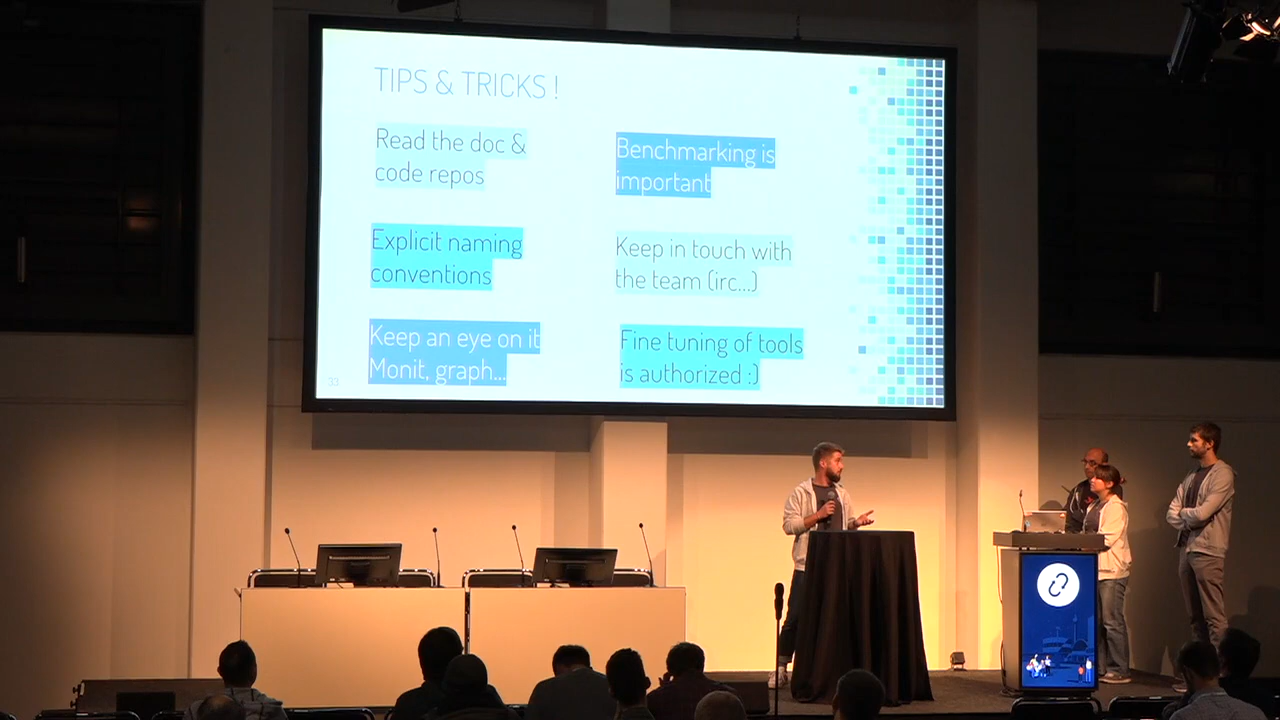 TIPS & TRICKS !
Read the doc &
code repos
Benchmarking is
important
Explicit naming
conventions
Keep in touch with
the team (irc...)
Keep an eye on it
Monit, graph...
Fine tuning of tools
is authorized :)
33